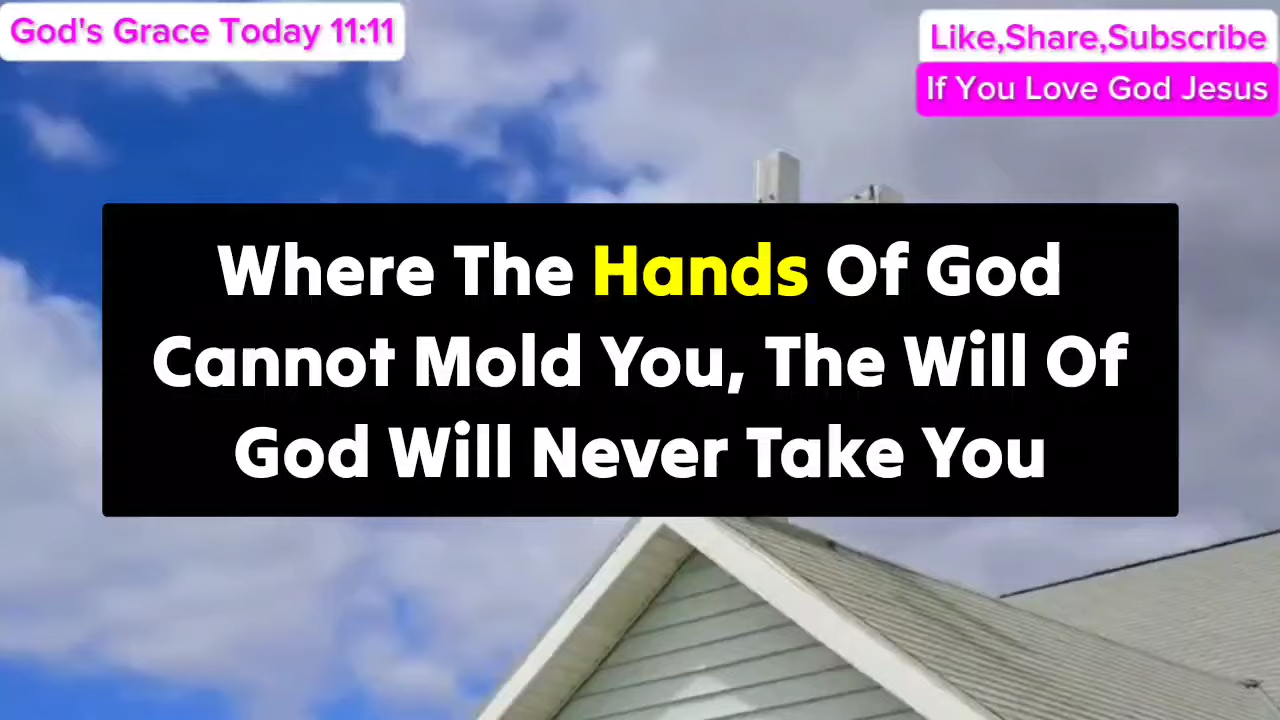 God's Grace Today 11:11
Like,Share,Subscribe
If You Love God Jesus
Where The Hands Of God
Cannot Mold You, The Will Of
God Will Never Take You